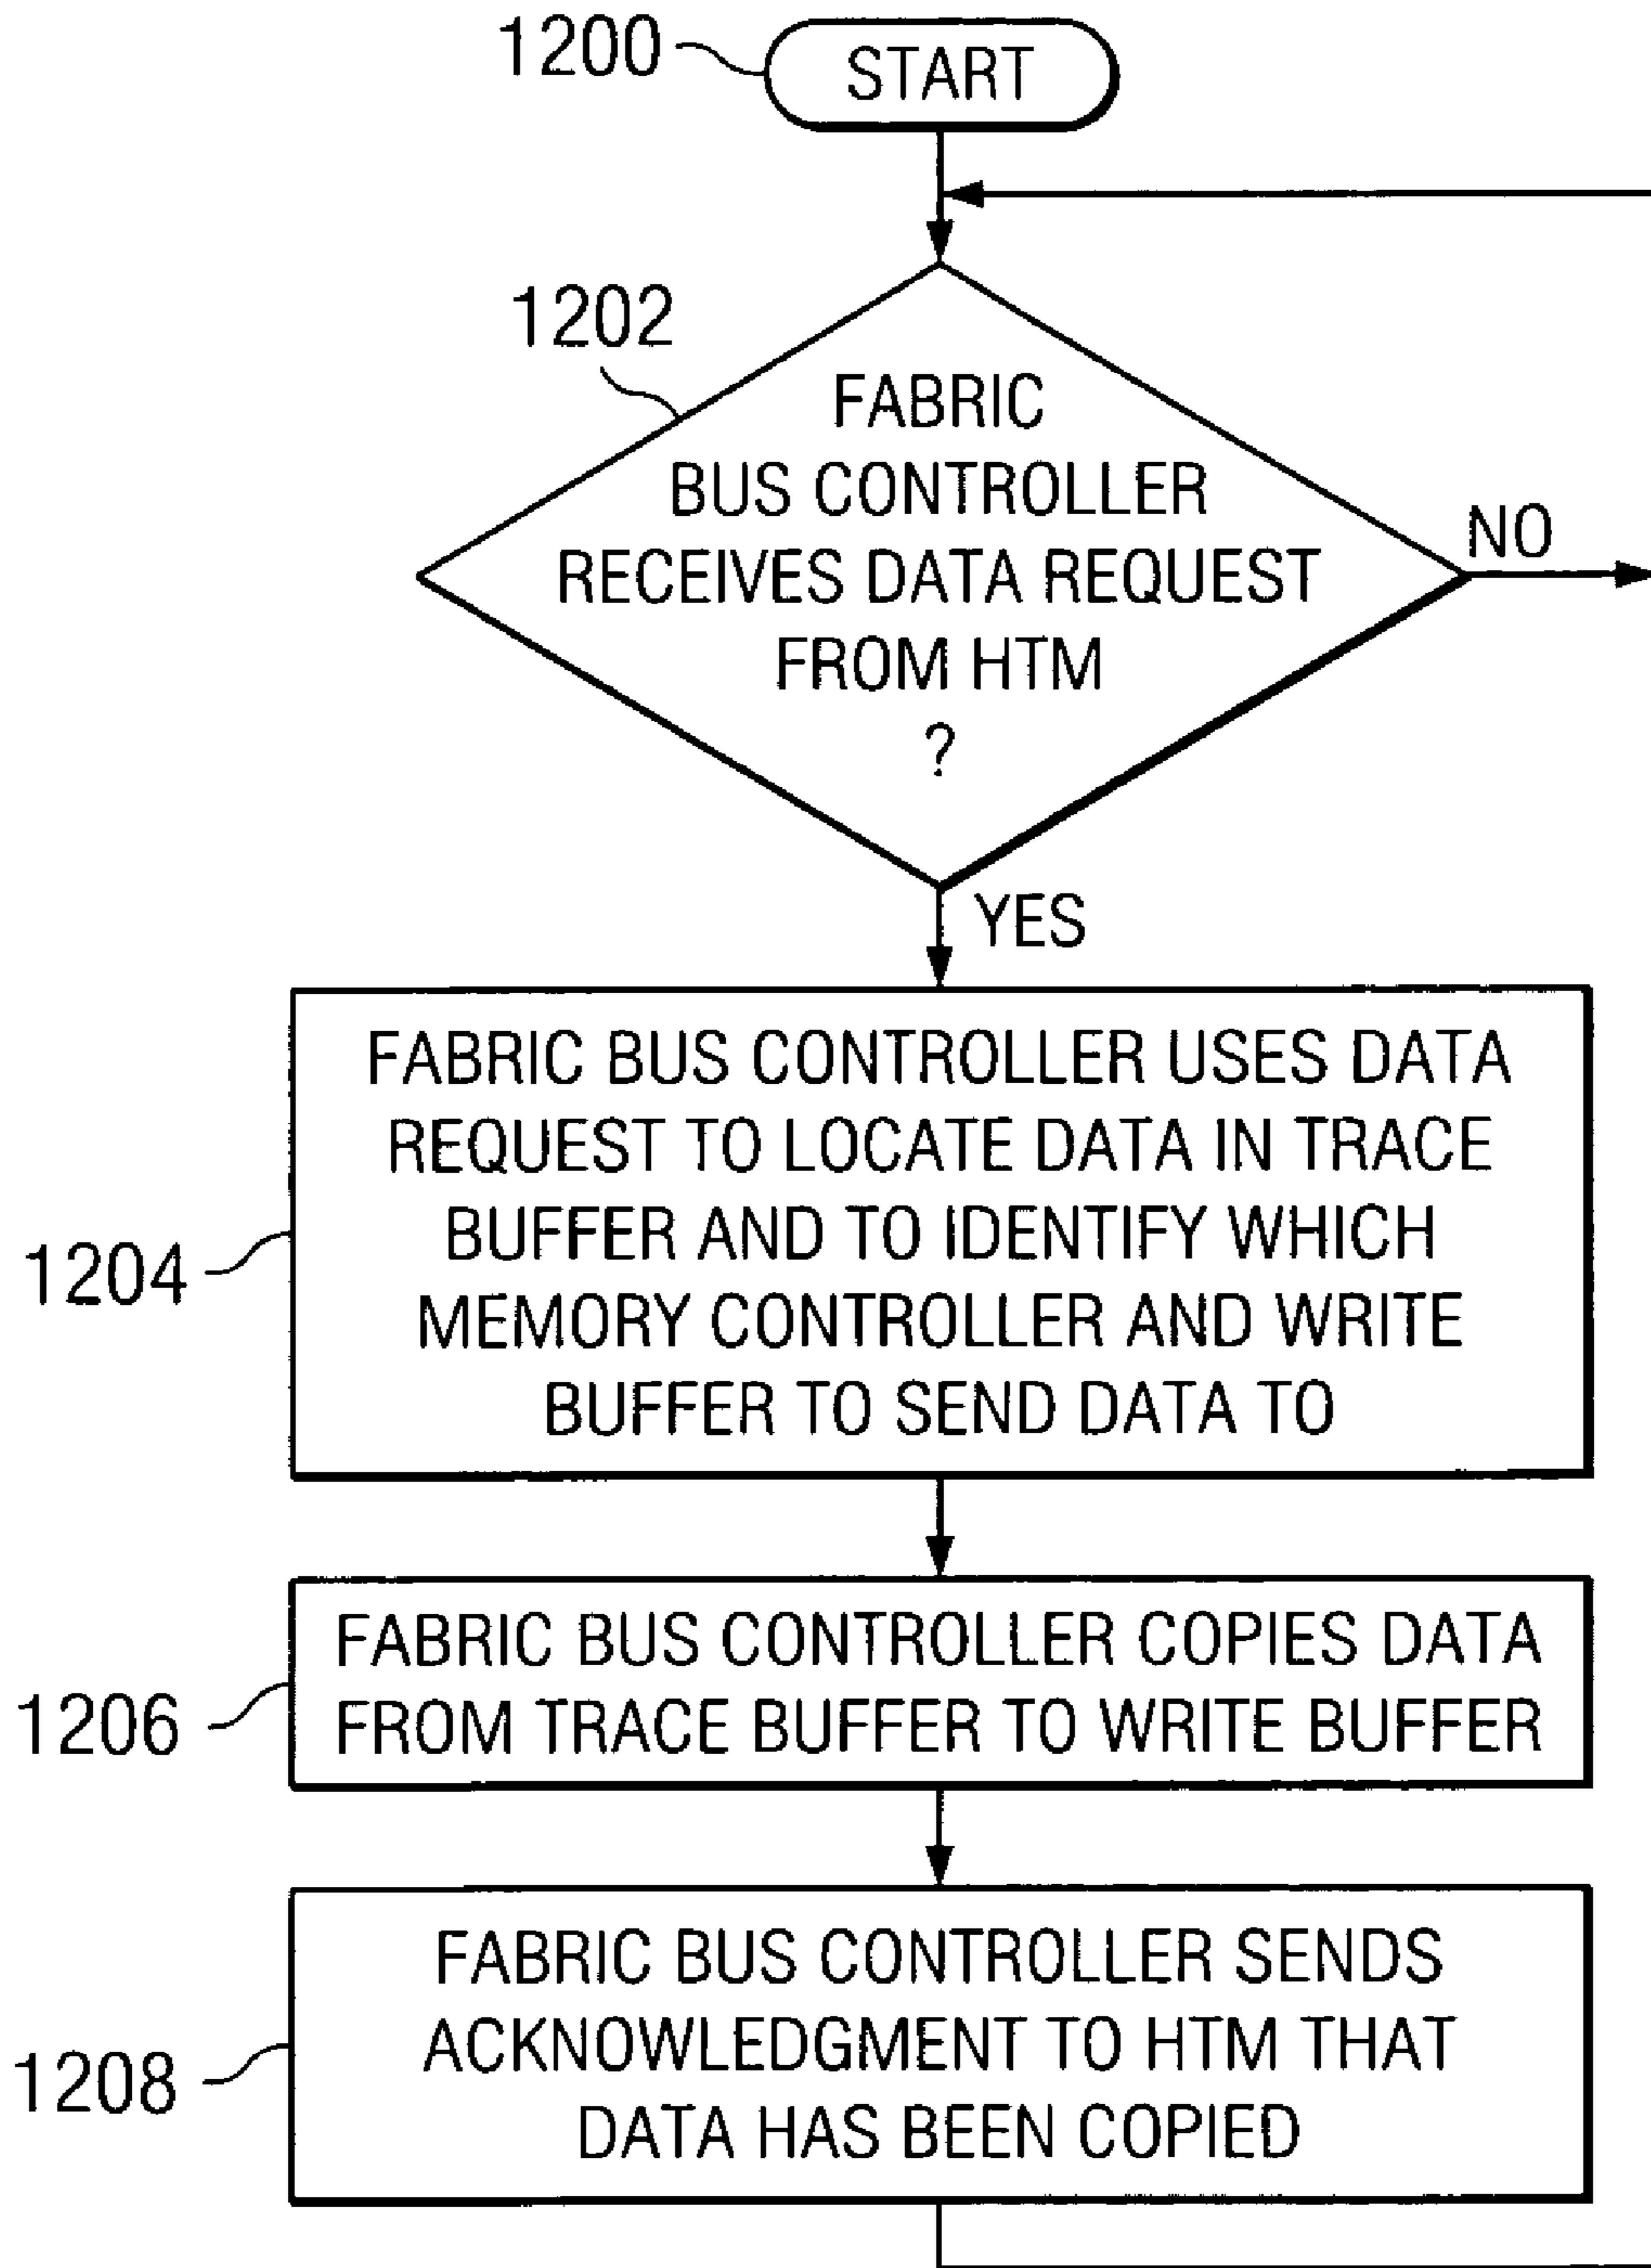 1200
START
1202
FABRIC
BUS CONTROLLER
RECEIVES DATA REQUEST
FROM HTM
?
NO
YES
1204
FABRIC BUS CONTROLLER USES DATA
REQUEST TO LOCATE DATA IN TRACE
BUFFER AND TO IDENTIFY WHICH
MEMORY CONTROLLER AND WRITE
BUFFER TO SEND DATA TO
1206
FABRIC BUS CONTROLLER COPIES DATA
FROM TRACE BUFFER TO WRITE BUFFER
1208
FABRIC BUS CONTROLLER SENDS
ACKNOWLEDGMENT TO HTM THAT
DATA HAS BEEN COPIED